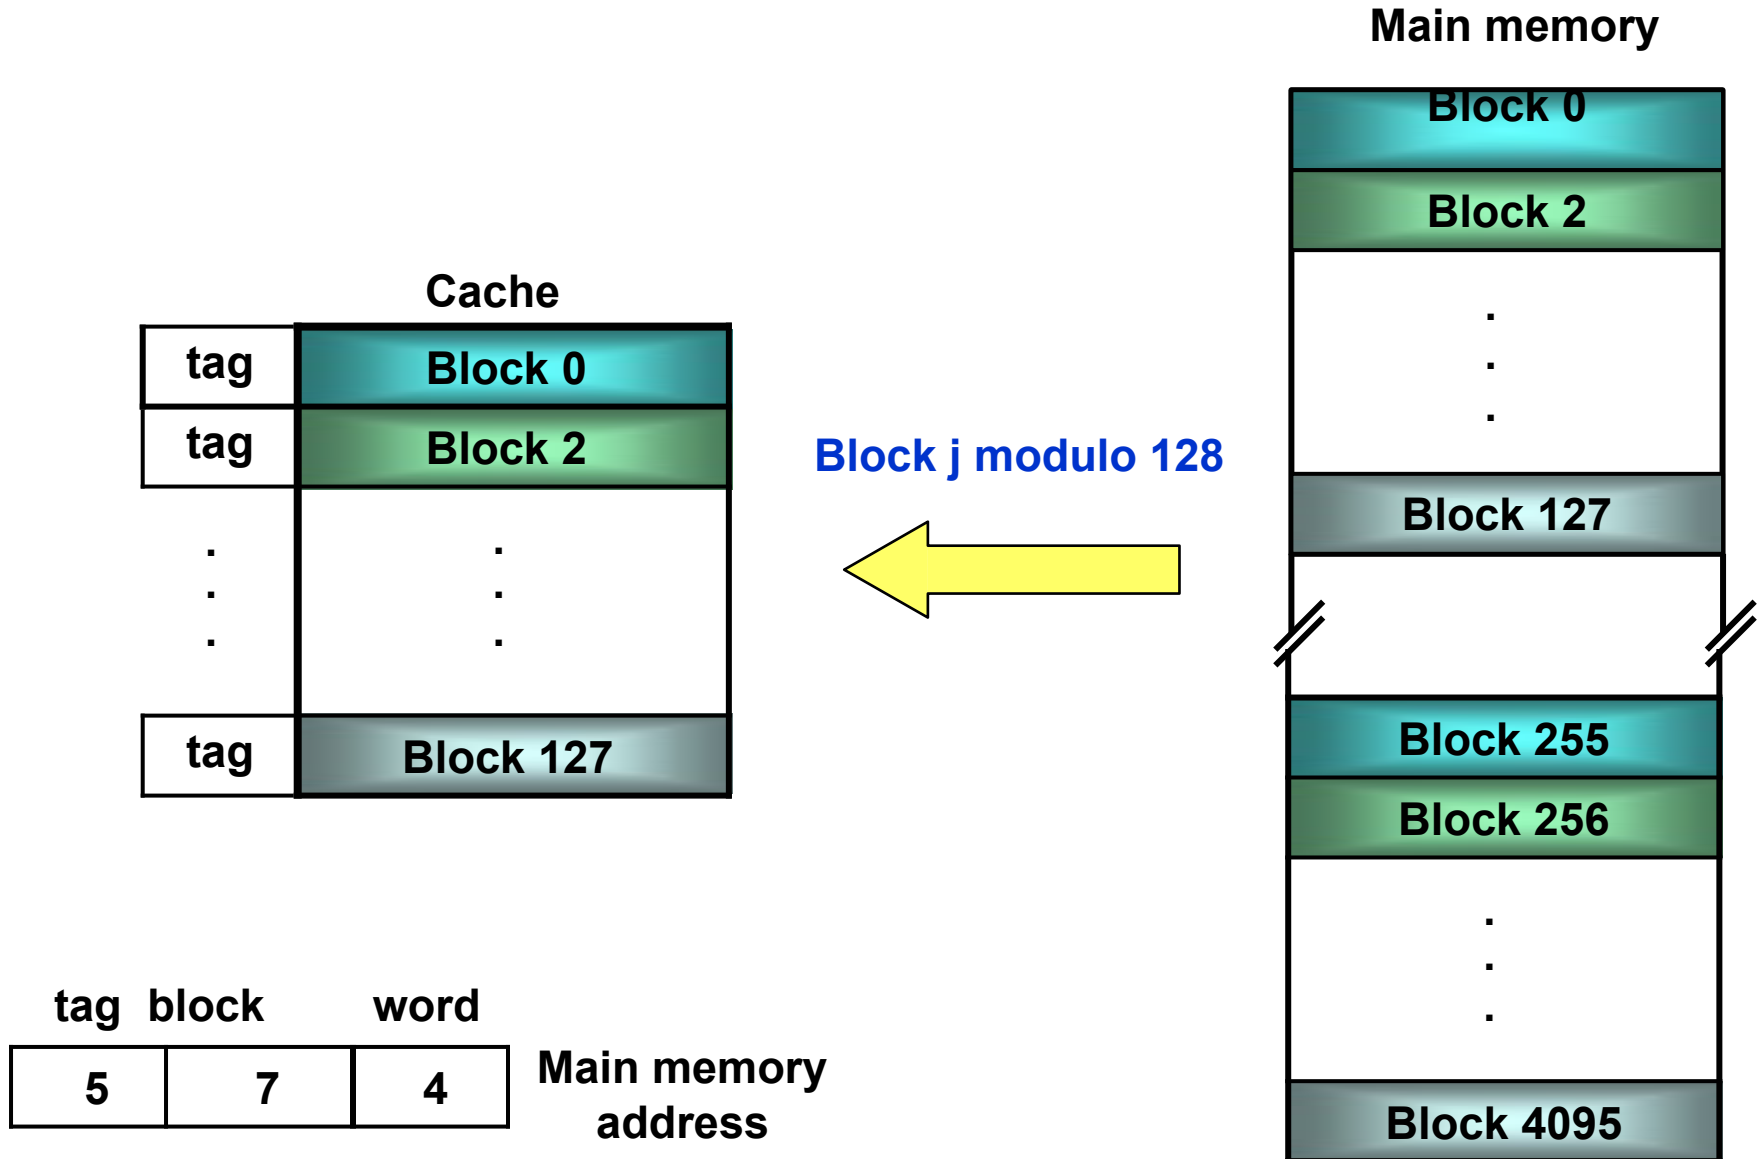 Main memory
Block 0
Block 2
.
.
.
Block 127
Block 255
Block 256
.
.
.
Block 4095
Cache
tag Block 0
tag Block 2
. .
. .
. .
tag Block 127
Block j modulo 128
tag block word
5 7 4
Main memory
address